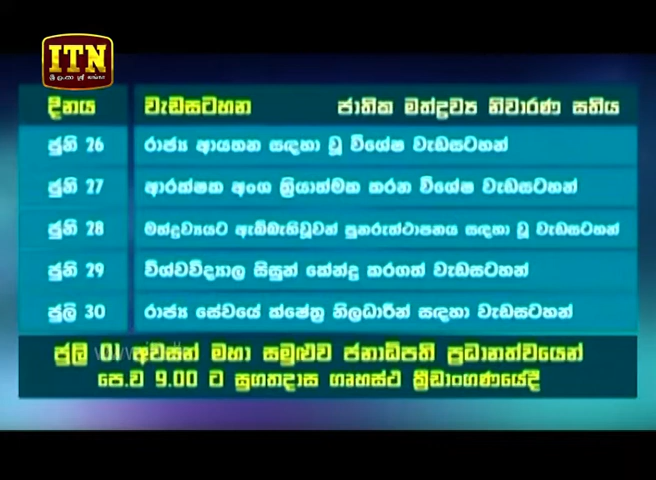 ITN
ශ්‍රී ලංකා ශ්‍රේෂ්ඨ
දිනය වැඩසටහන ජාතික මත්ද්‍රව්‍ය නිවාරණ සතිය
ජුනි 26 රාජ්‍ය ආයතන සඳහා වූ විශේෂ වැඩසටහන්
ජුනි 27 ආරක්ෂක අංශ ක්‍රියාත්මක කරන විශේෂ වැඩසටහන්
ජුනි 28 මත්ද්‍රව්‍යයට ඇබ්බැහිවූවන් පුනරුත්ථාපනය සඳහා වූ වැඩසටහන්
ජුනි 29 විශ්වවිද්‍යාල සිසුන් කේන්ද්‍ර කරගත් වැඩසටහන්
ජූලි 30 රාජ්‍ය සේවයේ ක්ෂේත්‍ර නිලධාරීන් සඳහා වැඩසටහන්
ජූලි 01 අවසන් මහා සමුළුව ජනාධිපති ප්‍රධානත්වයෙන්
පෙ.ව 9.00 ට සුගතදාස ගෘහස්ථ ක්‍රීඩාංගණයේදී